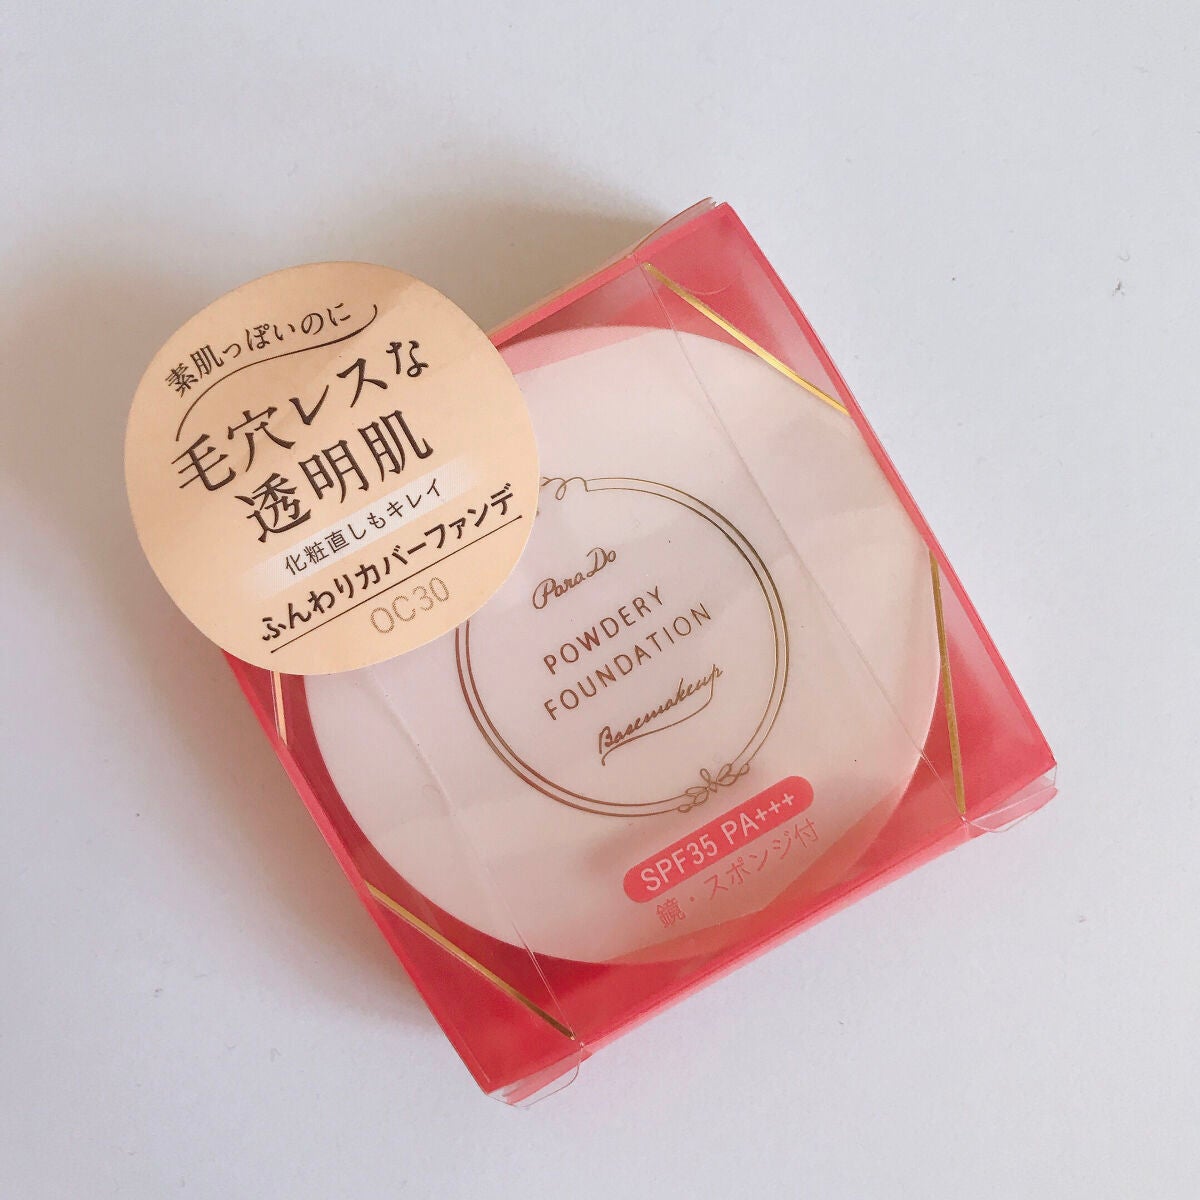 素肌っぽいのに
毛穴レスな
透明肌
化粧直しもキレイ
ふんわりカバーファンデ
OC30
ParaDo
POWDERY
FOUNDATION
Basemakeup
SPF35 PA+++
鏡・スポンジ付